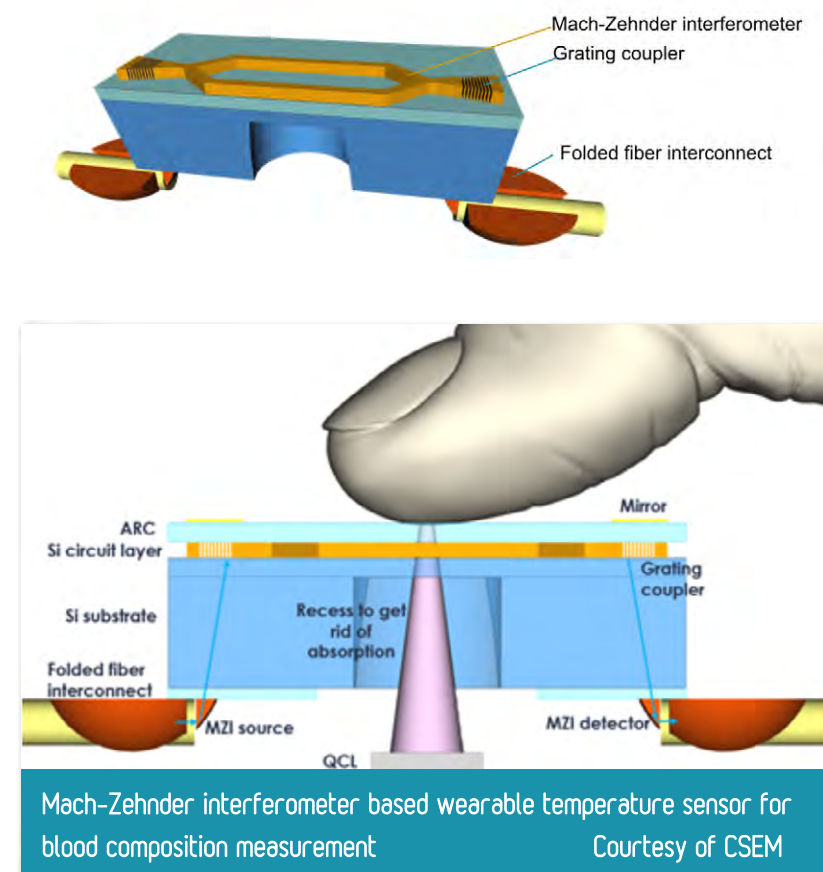 Mach-Zehnder interferometer
Grating coupler
Folded fiber interconnect
Mirror
ARC
Si circuit layer
Grating
coupler
Si substrate
Recess to get
rid of
absorption
Folded fiber
interconnect
MZI source
MZI detector
QCL
Mach-Zehnder interferometer based wearable temperature sensor for
blood composition measurement Courtesy of CSEM